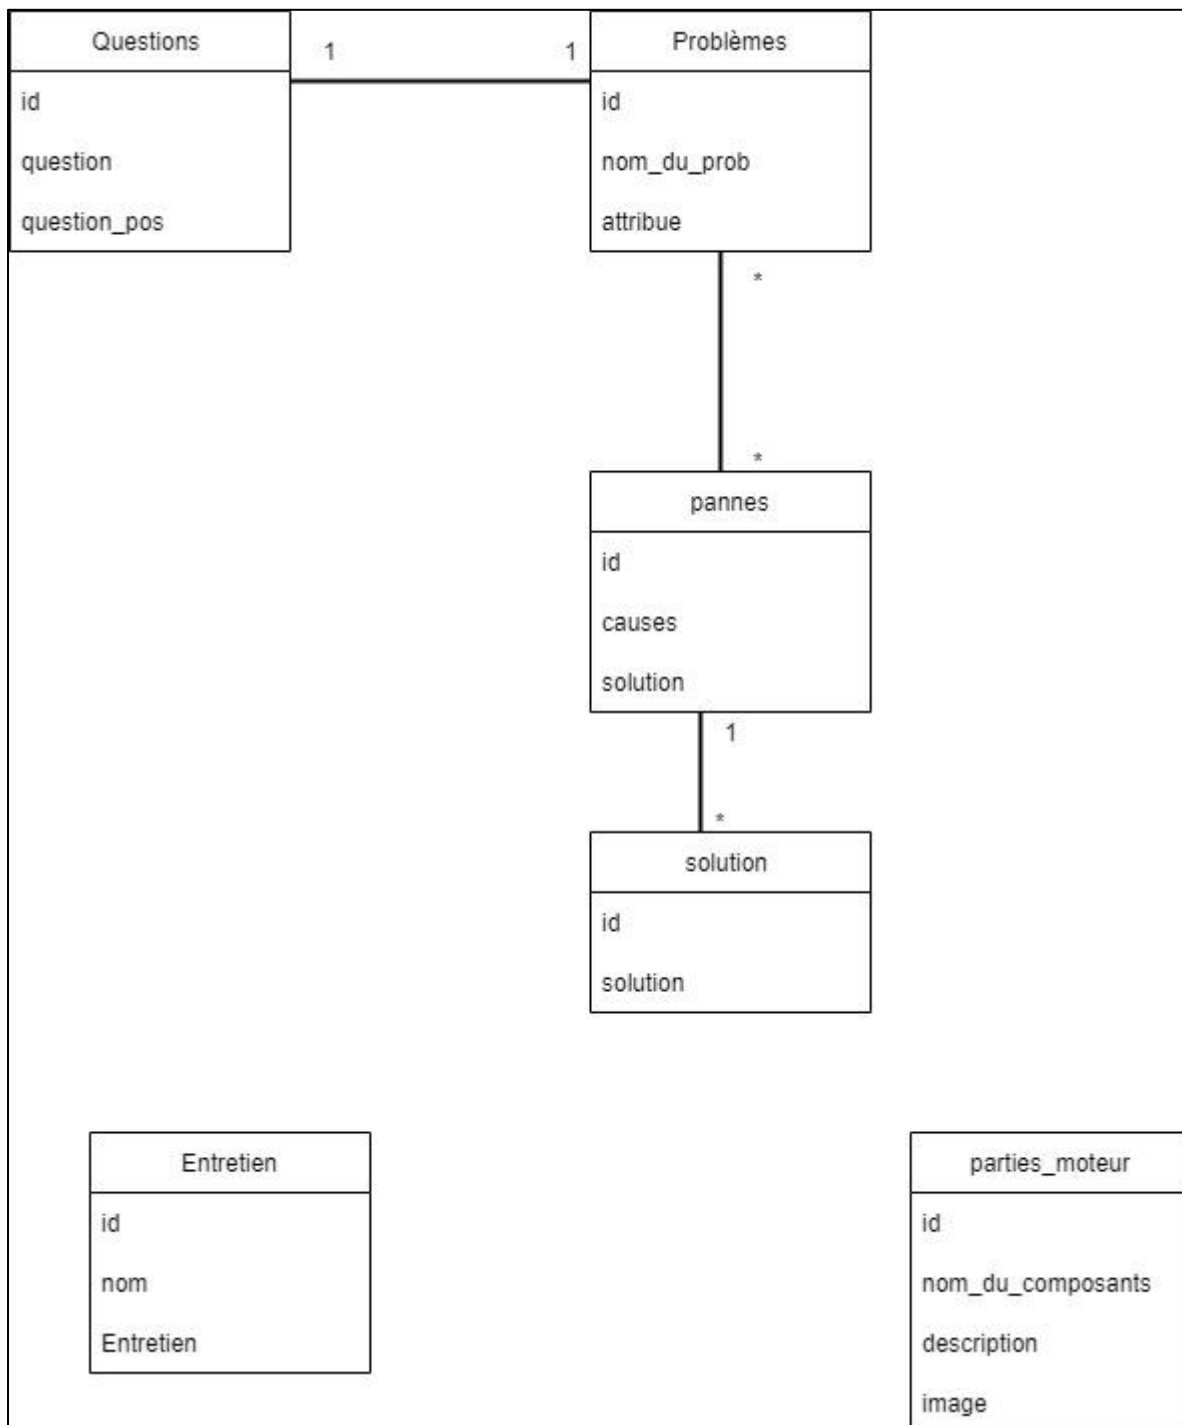 Questions
id
question
question_pos
1
1
Problèmes
id
nom_du_prob
attribue
*
*
pannes
id
causes
solution
1
*
solution
id
solution
Entretien
id
nom
Entretien
parties_moteur
id
nom_du_composants
description
image